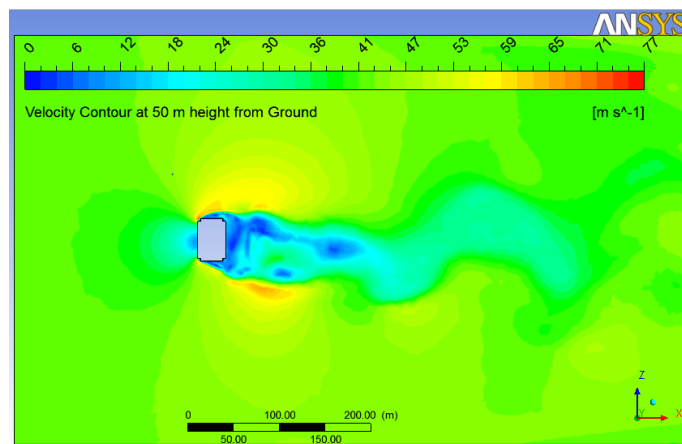 ANSYS
0 6 12 18 24 30 36 41 47 53 59 65 71 77
Velocity Contour at 50 m height from Ground [m s^-1]
0 100.00 200.00 (m)
50.00 150.00
Z
Y X